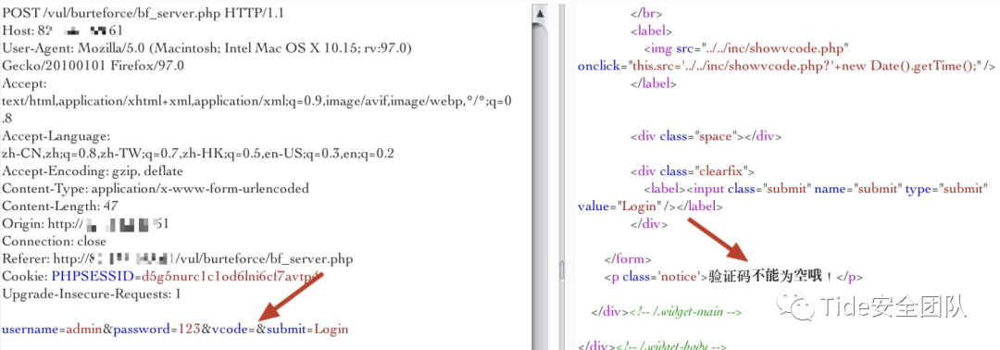 POST /vul/burteforce/bf_server.php HTTP/1.1
Host: 82 61
User-Agent: Mozilla/5.0 (Macintosh; Intel Mac OS X 10.15; rv:97.0)
Gecko/20100101 Firefox/97.0
Accept:
text/html,application/xhtml+xml,application/xml;q=0.9,image/avif,image/webp,*/*;q=0
.8
Accept-Language:
zh-CN,zh;q=0.8,zh-TW;q=0.7,zh-HK;q=0.5,en-US;q=0.3,en;q=0.2
Accept-Encoding: gzip, deflate
Content-Type: application/x-www-form-urlencoded
Content-Length: 47
Origin: http:// 61
Connection: close
Referer: http://8 1/vul/burteforce/bf_server.php
Cookie: PHPSESSID=d5g5nurc1c1od6lni6cf7avtp4
Upgrade-Insecure-Requests: 1
username=admin&password=123&vcode=&submit=Login
</br>
<label>
<img src="../../inc/showvcode.php"
onclick="this.src='../../inc/showvcode.php?'+new Date().getTime();" />
</label>
<div class="space"></div>
<div class="clearfix">
<label><input class="submit" name="submit" type="submit"
value="Login" /></label>
</div>
</form>
<p class='notice'>验证码不能为空哦！</p>
</div><!-- /.widget-main -->
</div><!-- /.widget-body -->
Tide安全团队